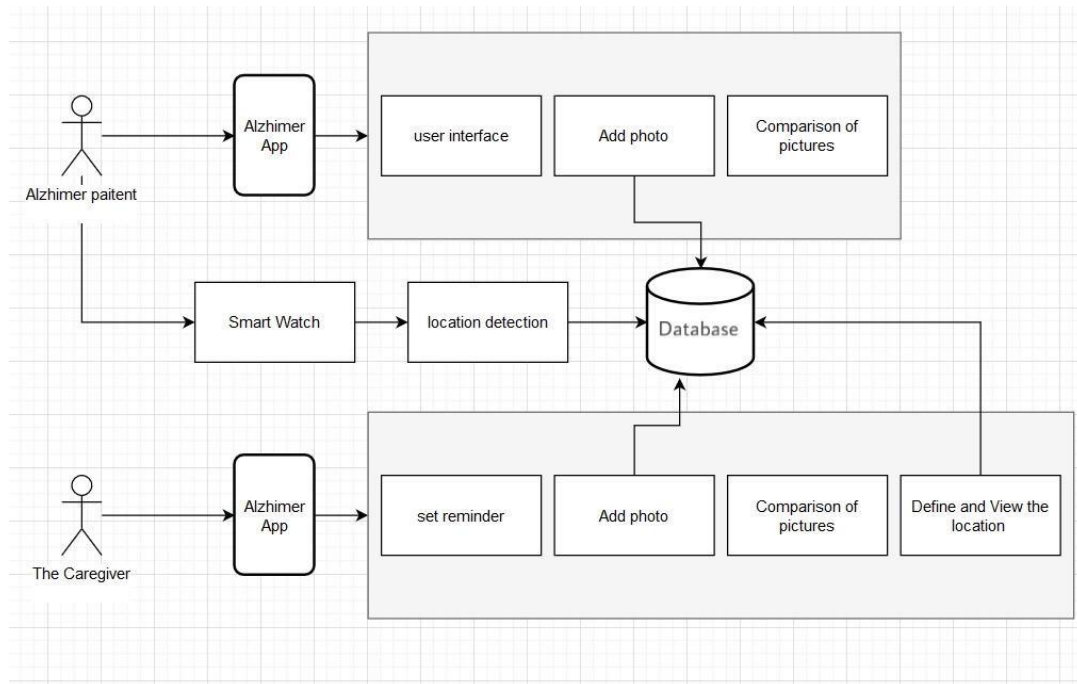 Alzhimer
App
user interface
Add photo
Comparison of
pictures
Alzhimer paitent
Smart Watch
location detection
Database
Alzhimer
App
set reminder
Add photo
Comparison of
pictures
Define and View the
location
The Caregiver